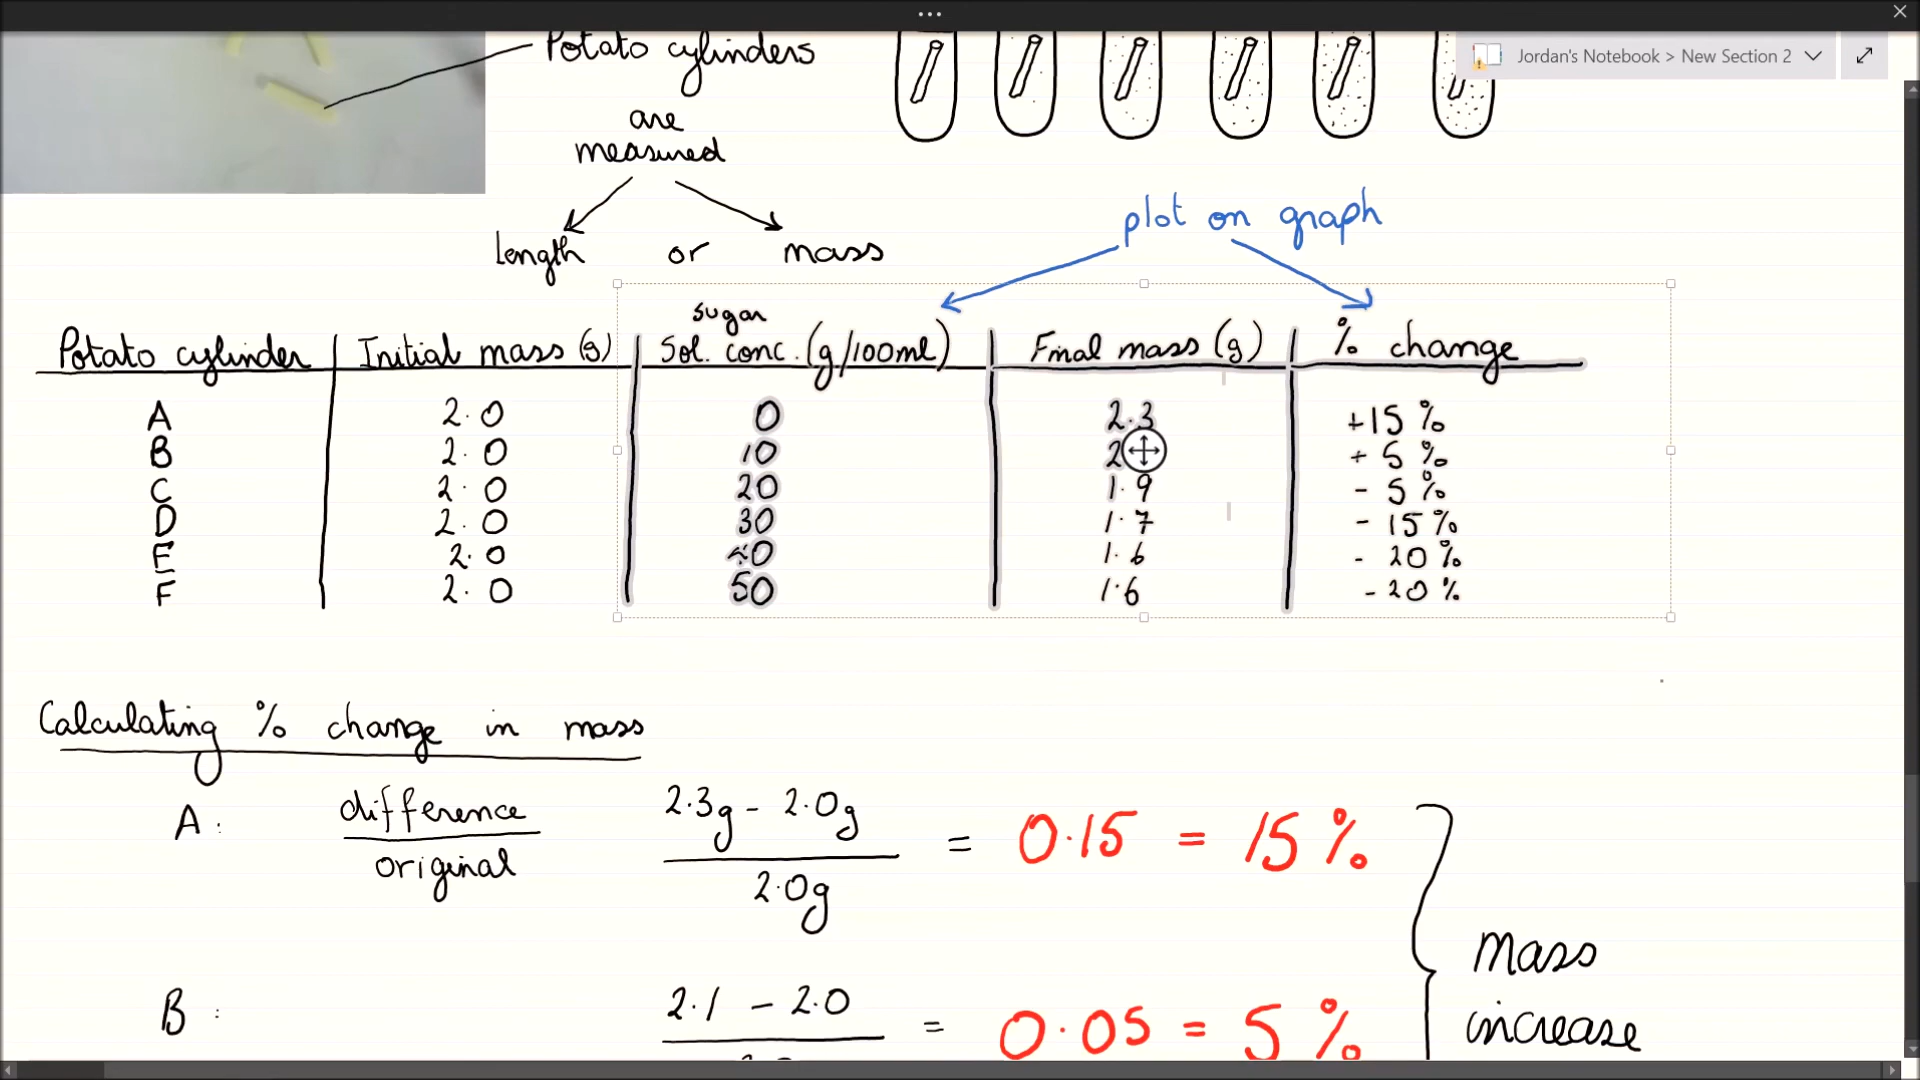 Potato cylinders
are
measured
length or mass
Jordan's Notebook > New Section 2
plot on graph
Potato cylinder Initial mass (g) sugar Sol. conc. (g/100ml) Final mass (g) % change
A 2.0 0 2.3 +15 %
B 2.0 10 2 + 5 %
C 2.0 20 1.9 - 5 %
D 2.0 30 1.7 - 15 %
E 2.0 40 1.6 - 20 %
F 2.0 50 1.6 - 20 %
Calculating % change in mass
A: difference 2.3g - 2.0g = 0.15 = 15 %
original 2.0g
B: 2.1 - 2.0 = 0.05 = 5 %
Mass
increase